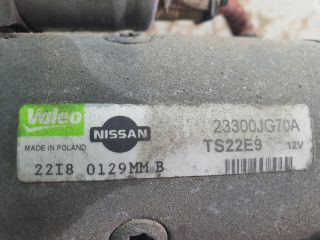 Valeo
NISSAN
23300JG70A
MADE IN POLAND
TS22E9 12V
22I8 0129MM B